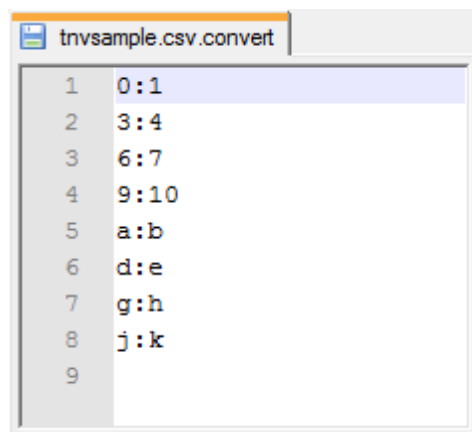 tnvsample.csv.convert
1 0:1
2 3:4
3 6:7
4 9:10
5 a:b
6 d:e
7 g:h
8 j:k
9